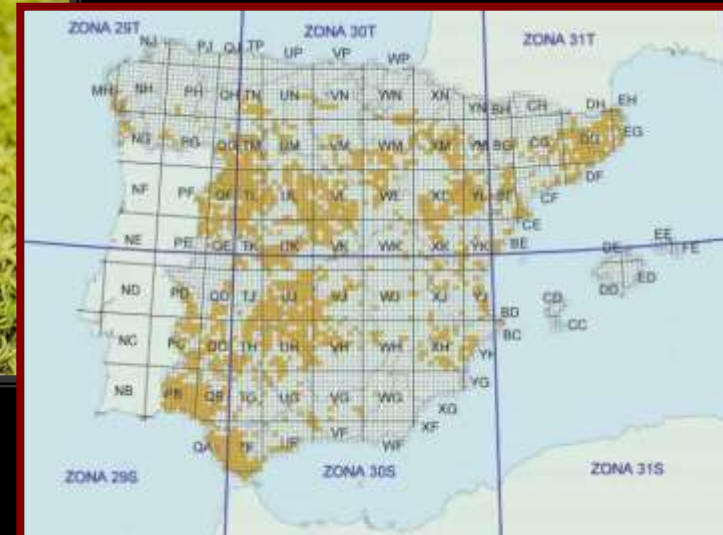 ZONA 29T ZONA 30T ZONA 31T
NJ PJ QJ TP UP VP WP
MH NH PH QH TN UN VN WN XN YN BH CH DH EH
NG PG QG TM UM VM WM XM YM BG CG DG EG
NF PF QF TL UL VL WL XL YL BF CF DF
NE PE QE TK UK VK WK XK YK BE CE DE EE FE
ND PD QD TJ UJ VJ WJ XJ YJ BD CD DD ED
NC PC QC TH UH VH WH XH YH BC CC
NB PB QB TG UG VG WG XG YG
QA TF UF VF WF XF
ZONA 29S ZONA 30S ZONA 31S